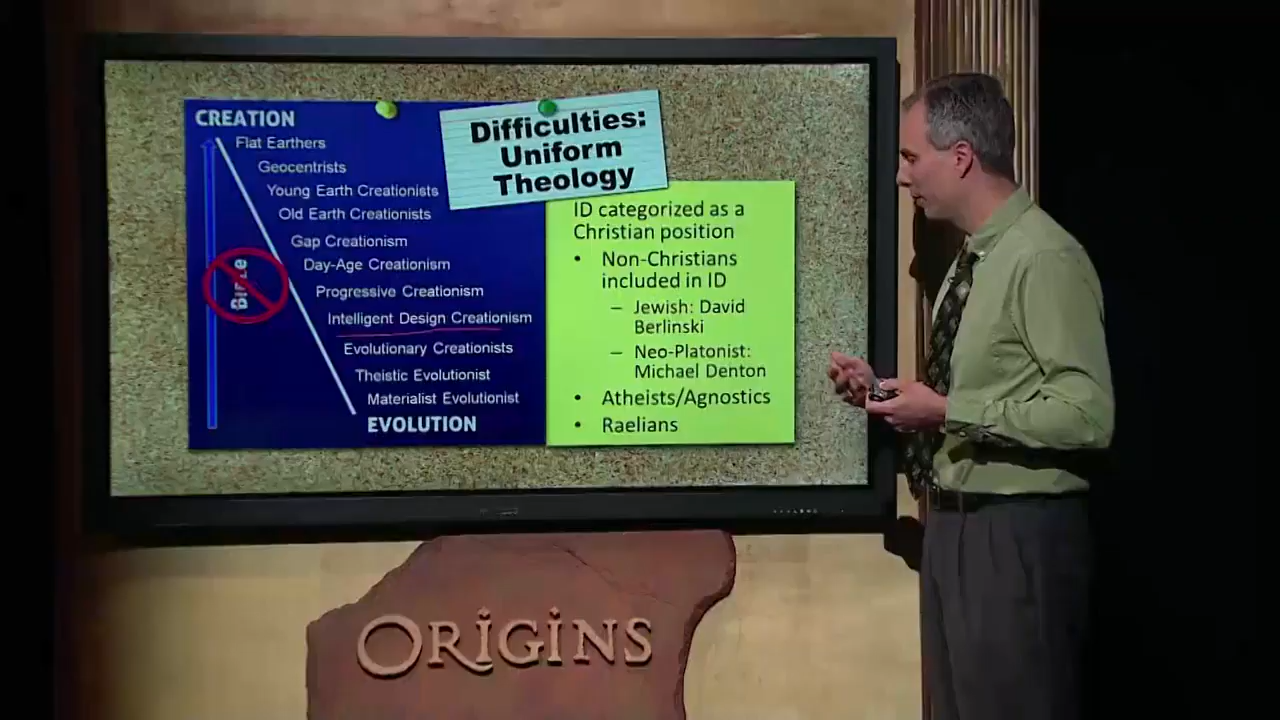 CREATION
Flat Earthers
Geocentrists
Young Earth Creationists
Old Earth Creationists
Gap Creationism
Day-Age Creationism
Progressive Creationism
Intelligent Design Creationism
Evolutionary Creationists
Theistic Evolutionist
Materialist Evolutionist
EVOLUTION
Bible
Difficulties:
Uniform
Theology
ID categorized as a
Christian position
• Non-Christians
included in ID
– Jewish: David
Berlinski
– Neo-Platonist:
Michael Denton
• Atheists/Agnostics
• Raelians
ORiGiNS